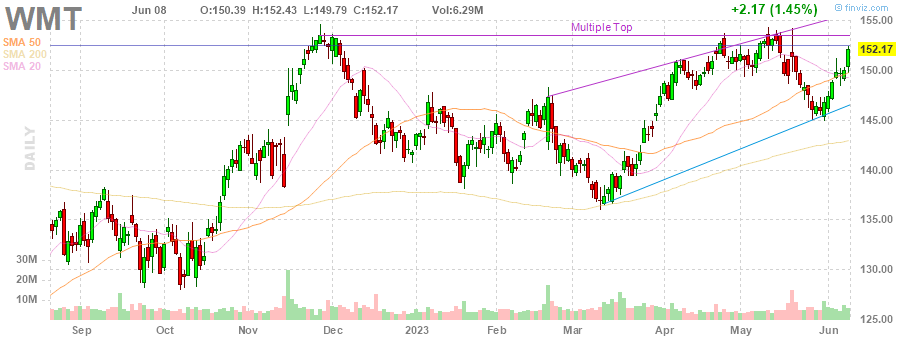 WMT Jun 08 O:150.39 H:152.43 L:149.79 C:152.17 Vol:6.29M +2.17 (1.45%)
© finviz.com
SMA 50
SMA 200
SMA 20
Multiple Top
DAILY
155.00
152.17
150.00
145.00
140.00
135.00
130.00
125.00
30M
20M
10M
Sep Oct Nov Dec 2023 Feb Mar Apr May Jun